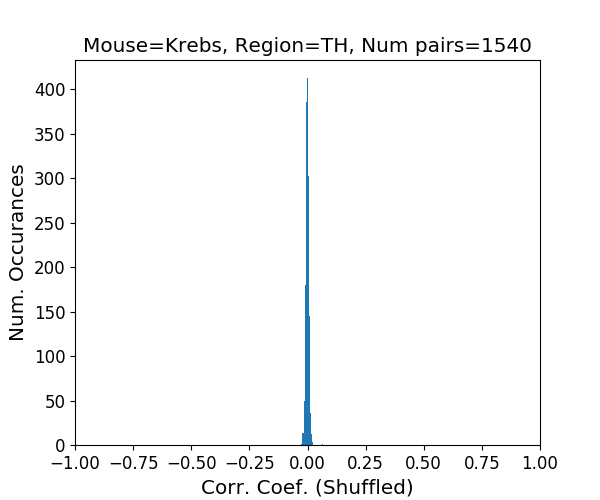 Mouse=Krebs, Region=TH, Num pairs=1540
400
350
300
250
200
150
100
50
0
Num. Occurances
−1.00 −0.75 −0.50 −0.25 0.00 0.25 0.50 0.75 1.00
Corr. Coef. (Shuffled)